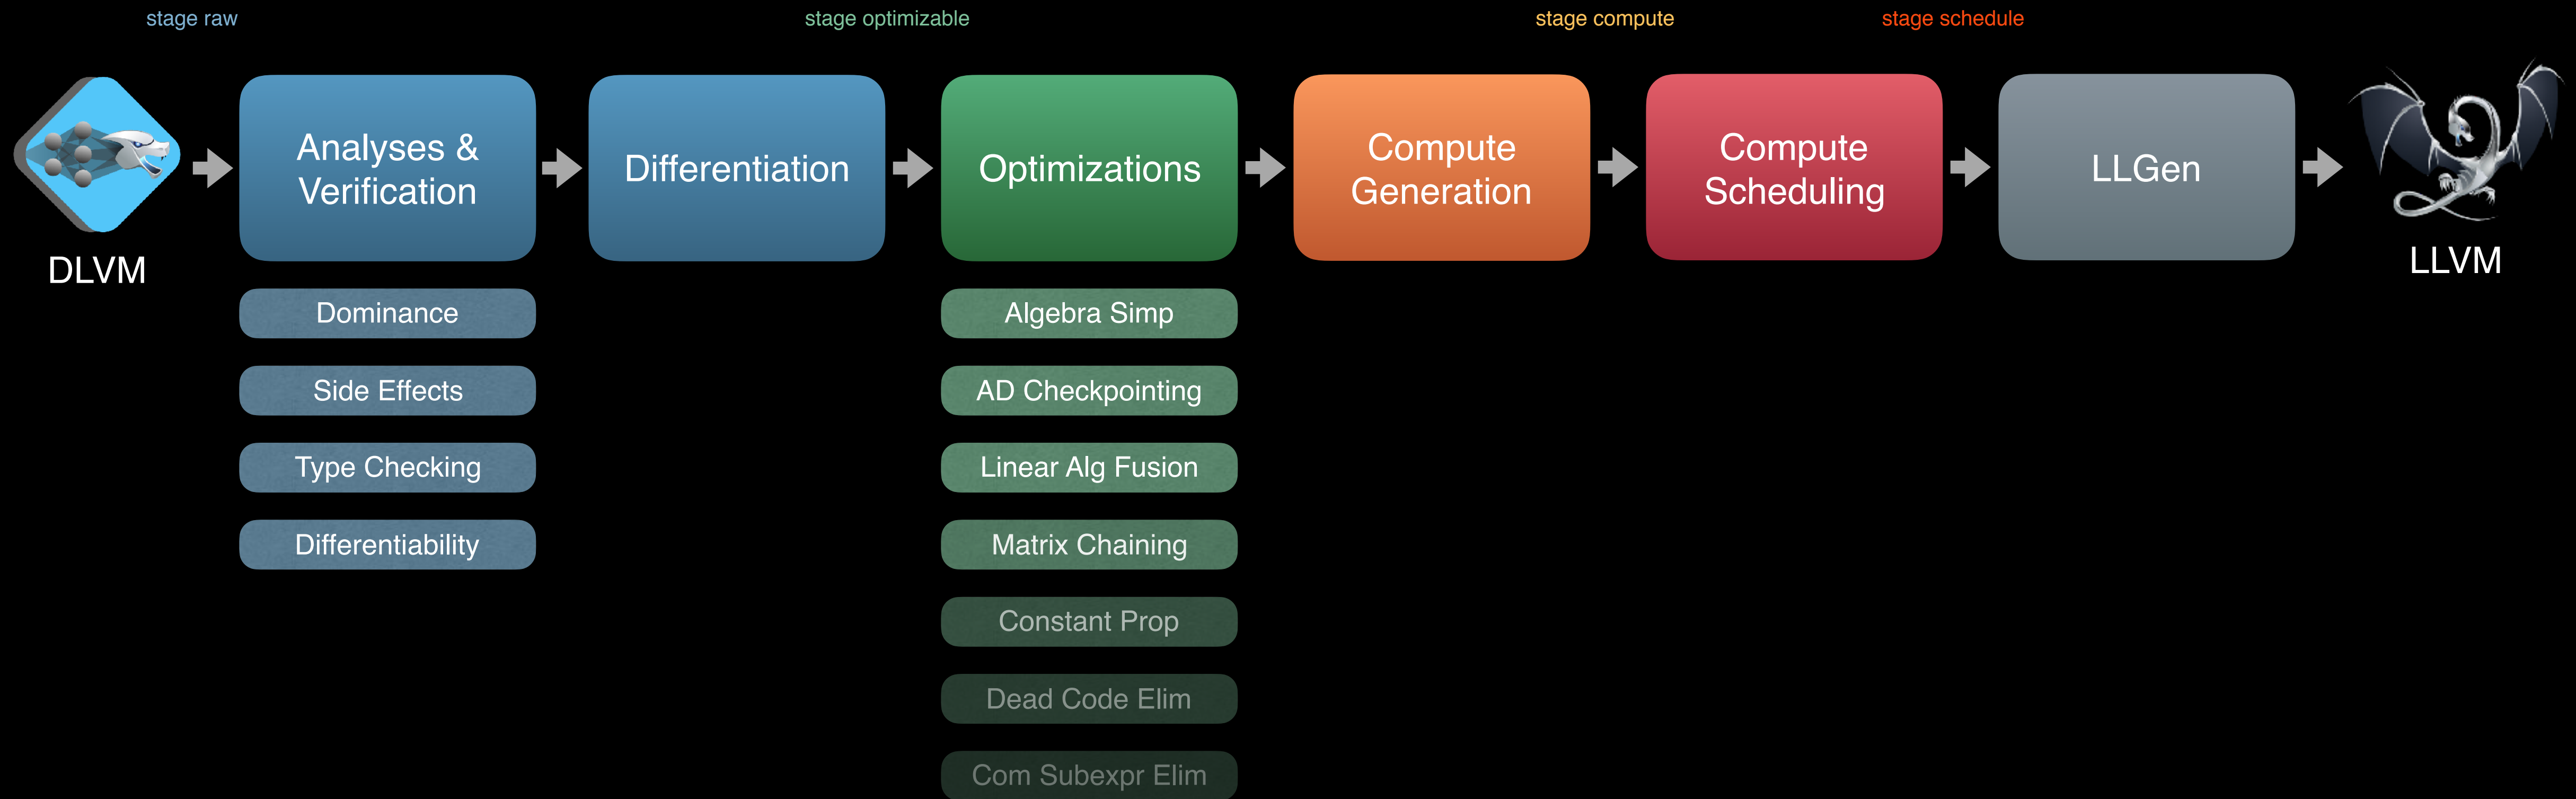 stage raw
stage optimizable
stage compute
stage schedule
Analyses &
Verification
Differentiation
Optimizations
Compute
Generation
Compute
Scheduling
LLGen
DLVM
LLVM
Dominance
Side Effects
Type Checking
Differentiability
Algebra Simp
AD Checkpointing
Linear Alg Fusion
Matrix Chaining
Constant Prop
Dead Code Elim
Com Subexpr Elim